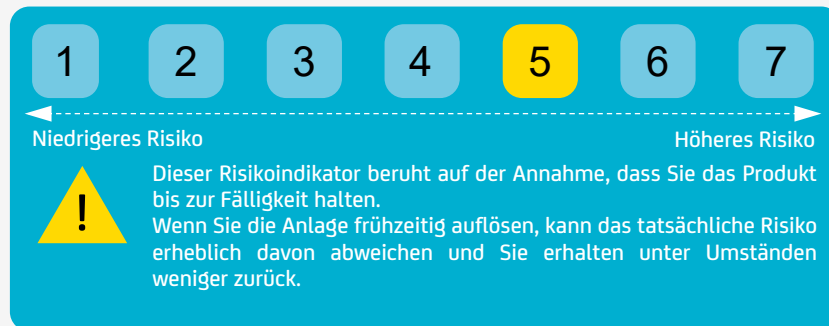 1 2 3 4 5 6 7
Niedrigeres Risiko Höheres Risiko
!
Dieser Risikoindikator beruht auf der Annahme, dass Sie das Produkt
bis zur Fälligkeit halten.
Wenn Sie die Anlage frühzeitig auflösen, kann das tatsächliche Risiko
erheblich davon abweichen und Sie erhalten unter Umständen
weniger zurück.